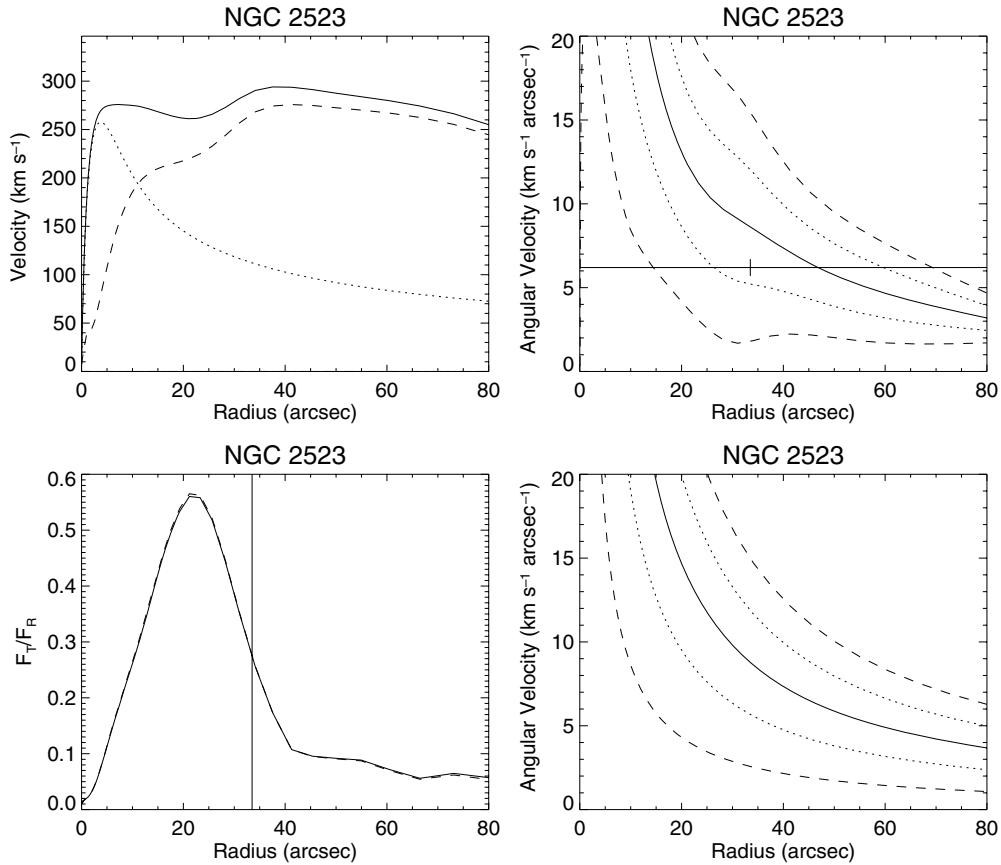 NGC 2523
Velocity (km s⁻¹)
300
250
200
150
100
50
0
0 20 40 60 80
Radius (arcsec)
NGC 2523
Angular Velocity (km s⁻¹ arcsec⁻¹)
20
15
10
5
0
0 20 40 60 80
Radius (arcsec)
NGC 2523
F_T/F_R
0.6
0.5
0.4
0.3
0.2
0.1
0.0
0 20 40 60 80
Radius (arcsec)
NGC 2523
Angular Velocity (km s⁻¹ arcsec⁻¹)
20
15
10
5
0
0 20 40 60 80
Radius (arcsec)